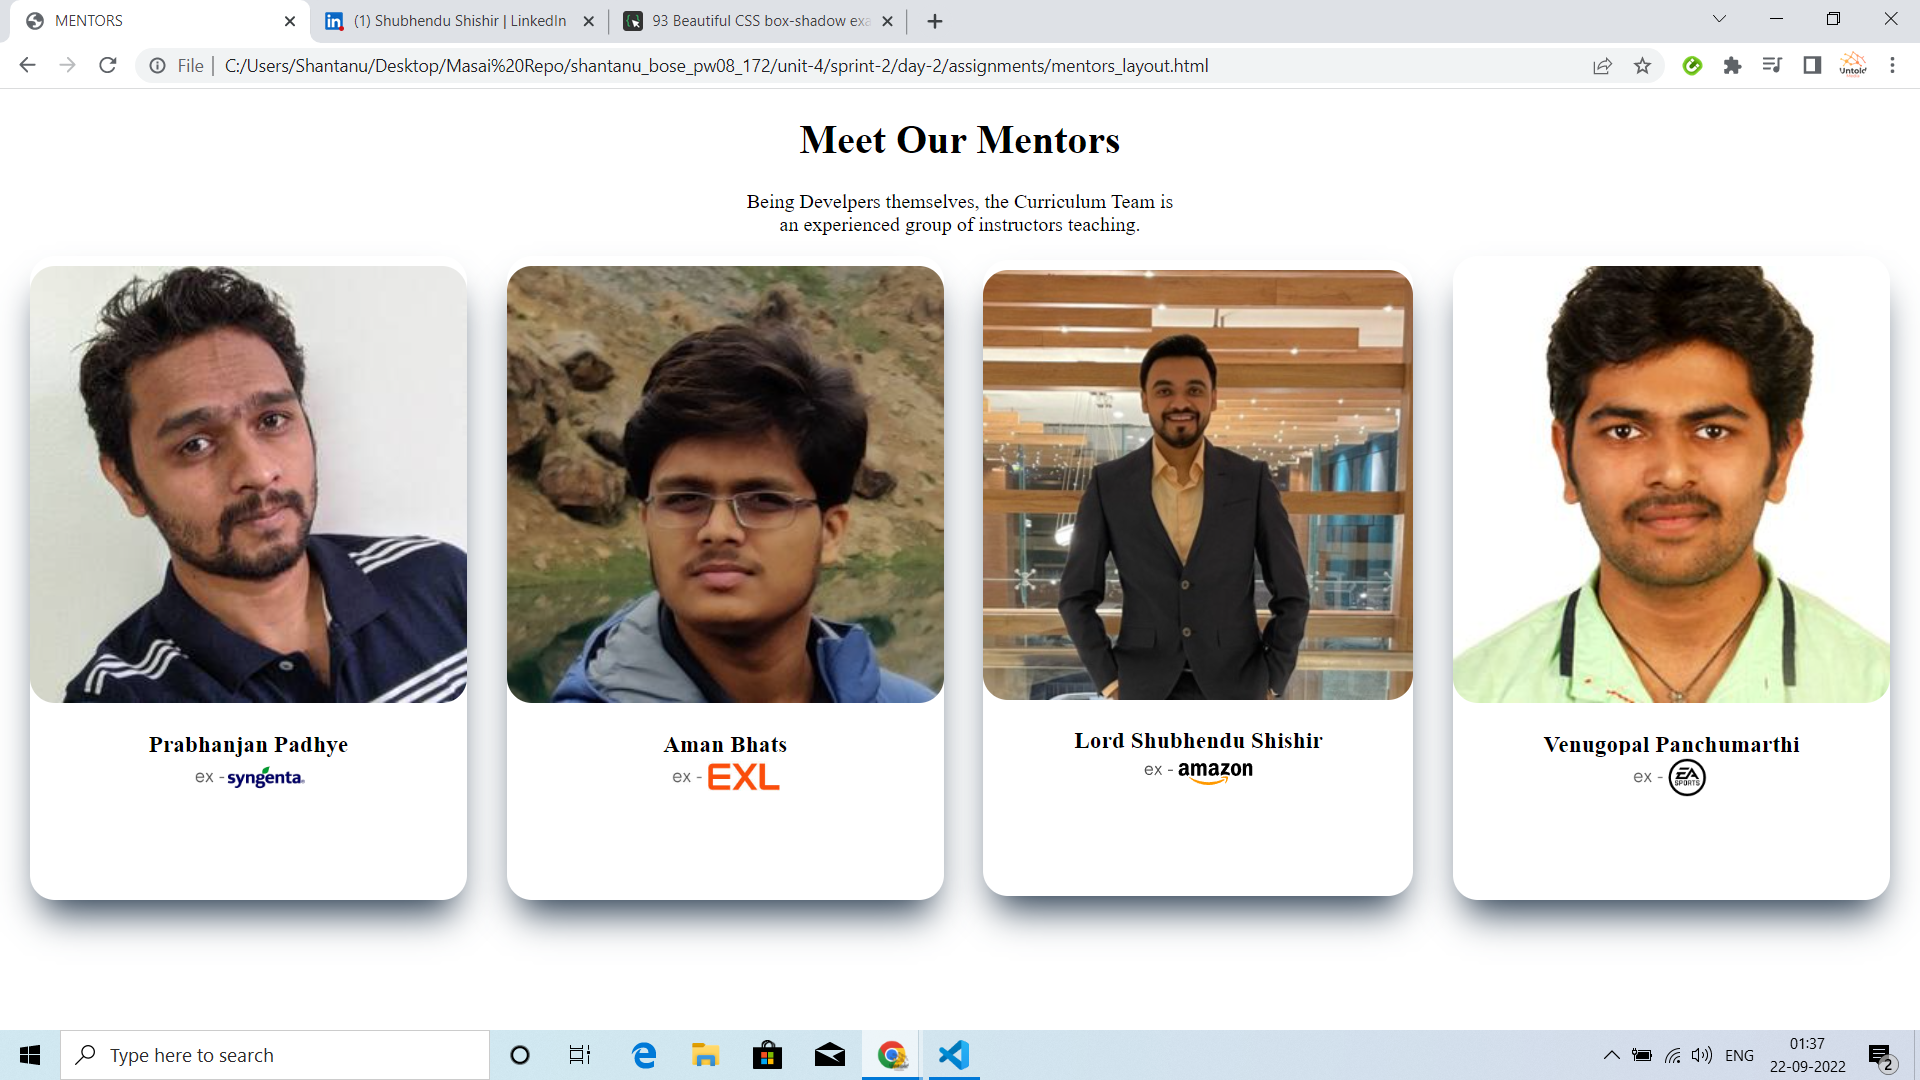 MENTORS
(1) Shubhendu Shishir | LinkedIn
93 Beautiful CSS box-shadow exa
File
C:/Users/Shantanu/Desktop/Masai%20Repo/shantanu_bose_pw08_172/unit-4/sprint-2/day-2/assignments/mentors_layout.html
Untold
Meet Our Mentors
Being Develpers themselves, the Curriculum Team is
an experienced group of instructors teaching.
Prabhanjan Padhye
ex - syngenta
Aman Bhats
ex - EXL
Lord Shubhendu Shishir
ex - amazon
Venugopal Panchumarthi
ex - EA SPORTS
Type here to search
ENG
01:37
22-09-2022
2